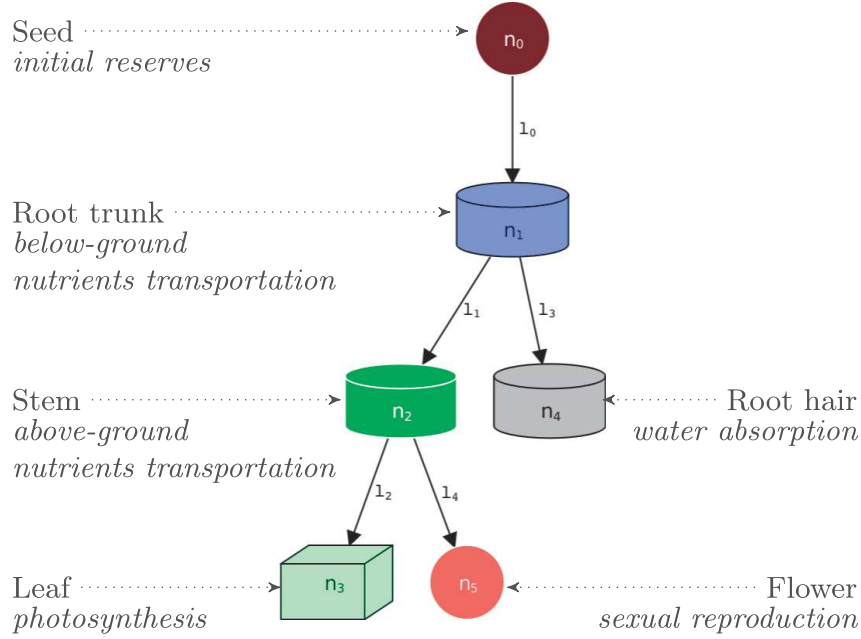 Seed
initial reserves
n₀
l₀
Root trunk
below-ground
nutrients transportation
n₁
l₁
l₃
Stem
above-ground
nutrients transportation
n₂
n₄
Root hair
water absorption
l₂
l₄
Leaf
photosynthesis
n₃
n₅
Flower
sexual reproduction